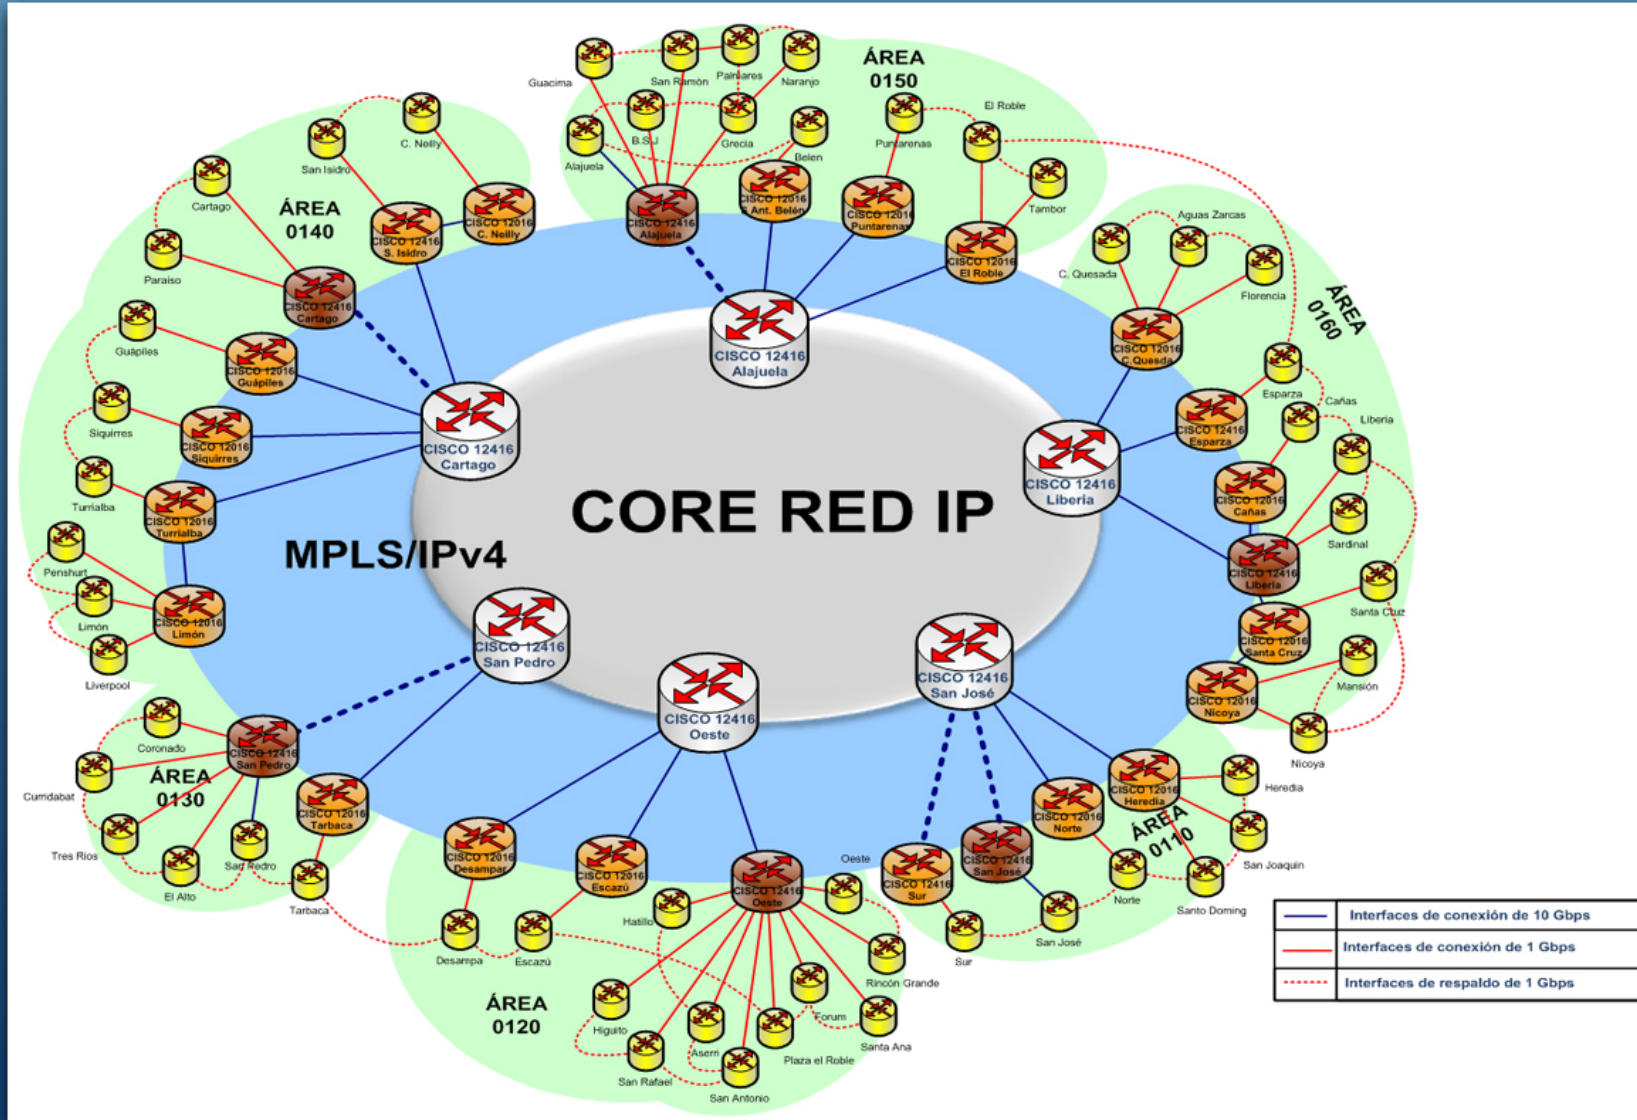 Guacima
San Ramón
Palmares
Naranjo
ÁREA
0150
Alajuela
B.S.J
Grecia
Belen
Puntarenas
El Roble
Tambor
CISCO 12416
Alajuela
CISCO 12016
S Ant. Belén
CISCO 12016
Puntarenas
CISCO 12016
El Roble
C. Neilly
San Isidro
Cartago
Paraiso
ÁREA
0140
CISCO 12416
S. Isidro
CISCO 12016
C. Neilly
CISCO 12416
Cartago
Guápiles
CISCO 12016
Guápiles
Siquirres
CISCO 12016
Siquirres
Turrialba
CISCO 12016
Turrialba
Penshurt
Limón
Liverpool
CISCO 12016
Limón
CISCO 12416
Cartago
CISCO 12416
Alajuela
C. Quesada
Aguas Zarcas
Florencia
ÁREA
0160
CISCO 12016
C.Quesda
Esparza
CISCO 12416
Esparza
Cañas
Liberia
CISCO 12416
Liberia
CISCO 12016
Cañas
Sardinal
CISCO 12416
Liberia
Santa Cruz
CISCO 12016
Santa Cruz
Mansión
CISCO 12016
Nicoya
Nicoya
CORE RED IP
MPLS/IPv4
CISCO 12416
San Pedro
CISCO 12416
Oeste
CISCO 12416
San José
Coronado
CISCO 12416
San Pedro
Curridabat
ÁREA
0130
Tres Rios
El Alto
San Pedro
CISCO 12016
Tarbaca
Tarbaca
CISCO 12016
Desampar
CISCO 12016
Escazú
CISCO 12416
Oeste
Oeste
Desampa
Escazú
Hatillo
Rincón Grande
ÁREA
0120
Higuito
San Rafael
Aserri
San Antonio
Plaza el Roble
Forum
Santa Ana
CISCO 12416
Sur
CISCO 12416
San José
CISCO 12016
Norte
CISCO 12016
Heredia
Heredia
ÁREA
0110
San Joaquin
Santo Doming
Norte
San José
Sur
Interfaces de conexión de 10 Gbps
Interfaces de conexión de 1 Gbps
Interfaces de respaldo de 1 Gbps